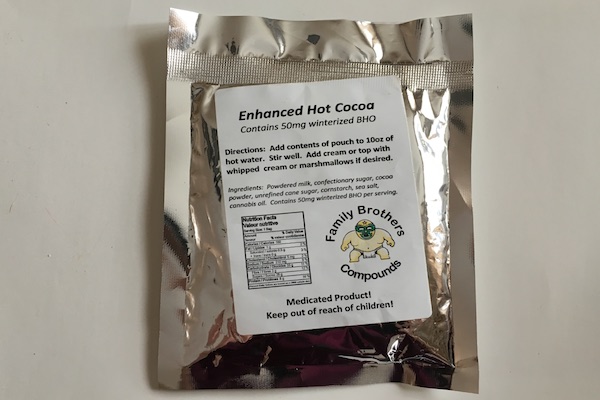 Enhanced Hot Cocoa
Contains 50mg winterized BHO
Directions: Add contents of pouch to 10oz of
hot water. Stir well. Add cream or top with
whipped cream or marshmallows if desired.
Ingredients: Powdered milk, confectionary sugar, cocoa
powder, unrefined cane sugar, cornstarch, sea salt,
cannabis oil. Contains 50mg winterized BHO per serving.
Nutrition Facts
Valeur nutritive
Family Brothers
Compounds
Medicated Product!
Keep out of reach of children!